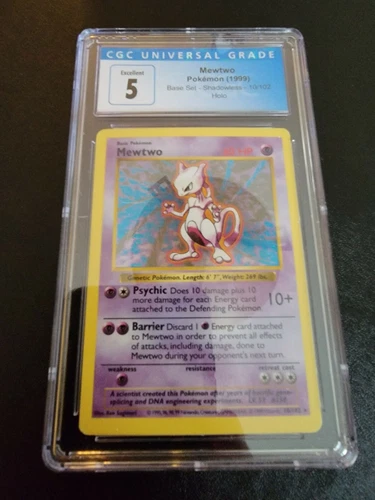 CGC UNIVERSAL GRADE
Excellent
5
Mewtwo
Pokémon (1999)
Base Set - Shadowless - 10/102
Holo
Basic Pokémon
Mewtwo
Pokémon. Length: 6' 7", Weight: 269 lbs.
Psychic Does 10 damage plus 10
more damage for each Energy card
attached to the Defending Pokémon.
10+
Barrier Discard 1 Energy card attached
to Mewtwo in order to prevent all effects
of attacks, including damage, done to
Mewtwo during your opponent's next turn.
weakness
resistance
retreat cost
A scientist created this Pokémon after years of horrific gene-
splicing and DNA engineering experiments.